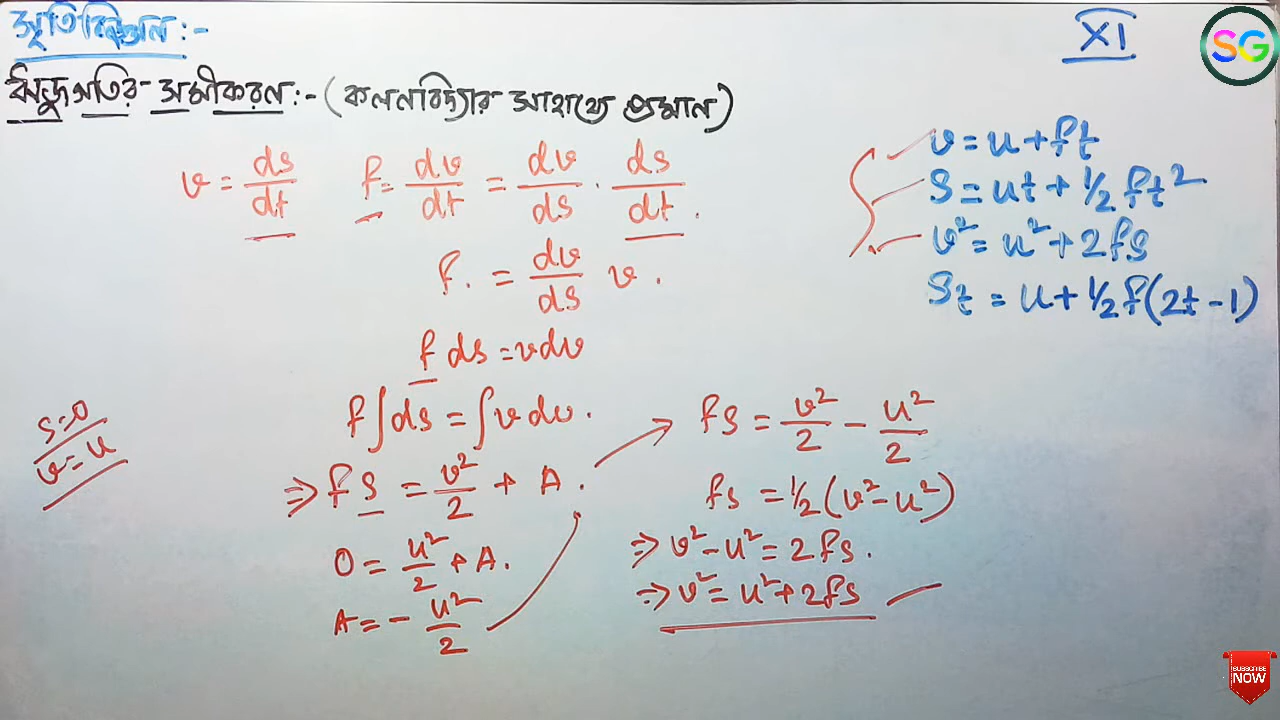 সৃতিবিজ্ঞান:-
XI
SG
ঋজুগতির সমীকরণ:- (কলনবিদ্যার সাহায্যে প্রমান)
v = ds/dt    f = dv/dt = dv/ds · ds/dt .
f. = dv/ds v .
f ds = v dv
f∫ds = ∫v dv .
⇒ fs = v²/2 + A .
0 = u²/2 + A.
A = - u²/2
s=0
v=u
fs = v²/2 - u²/2
fs = 1/2 (v² - u²)
⇒ v² - u² = 2fs .
⇒ v² = u² + 2fs
v = u + ft
s = ut + 1/2 ft²
v² = u² + 2fs
St = u + 1/2 f(2t - 1)
SUBSCRIBE
NOW